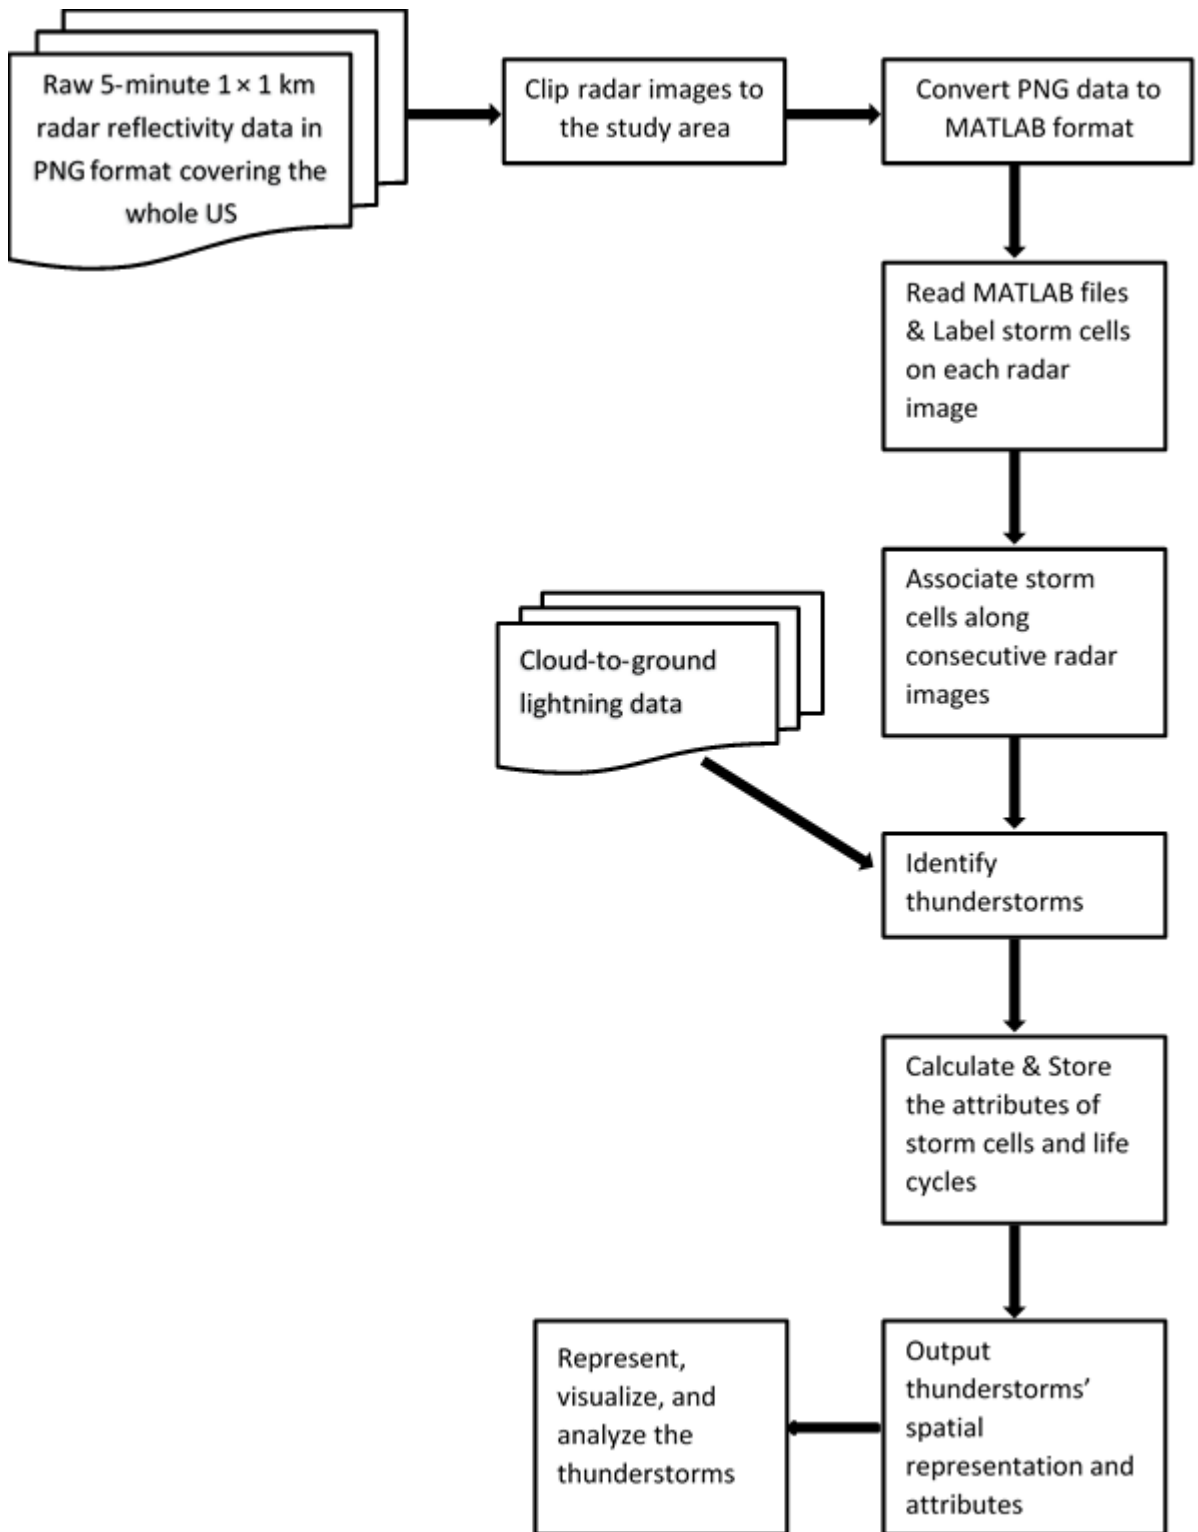 Raw 5-minute 1 × 1 km
radar reflectivity data in
PNG format covering the
whole US
Clip radar images to
the study area
Convert PNG data to
MATLAB format
Read MATLAB files
& Label storm cells
on each radar
image
Associate storm
cells along
consecutive radar
images
Cloud-to-ground
lightning data
Identify
thunderstorms
Calculate & Store
the attributes of
storm cells and life
cycles
Output
thunderstorms’
spatial
representation and
attributes
Represent,
visualize, and
analyze the
thunderstorms